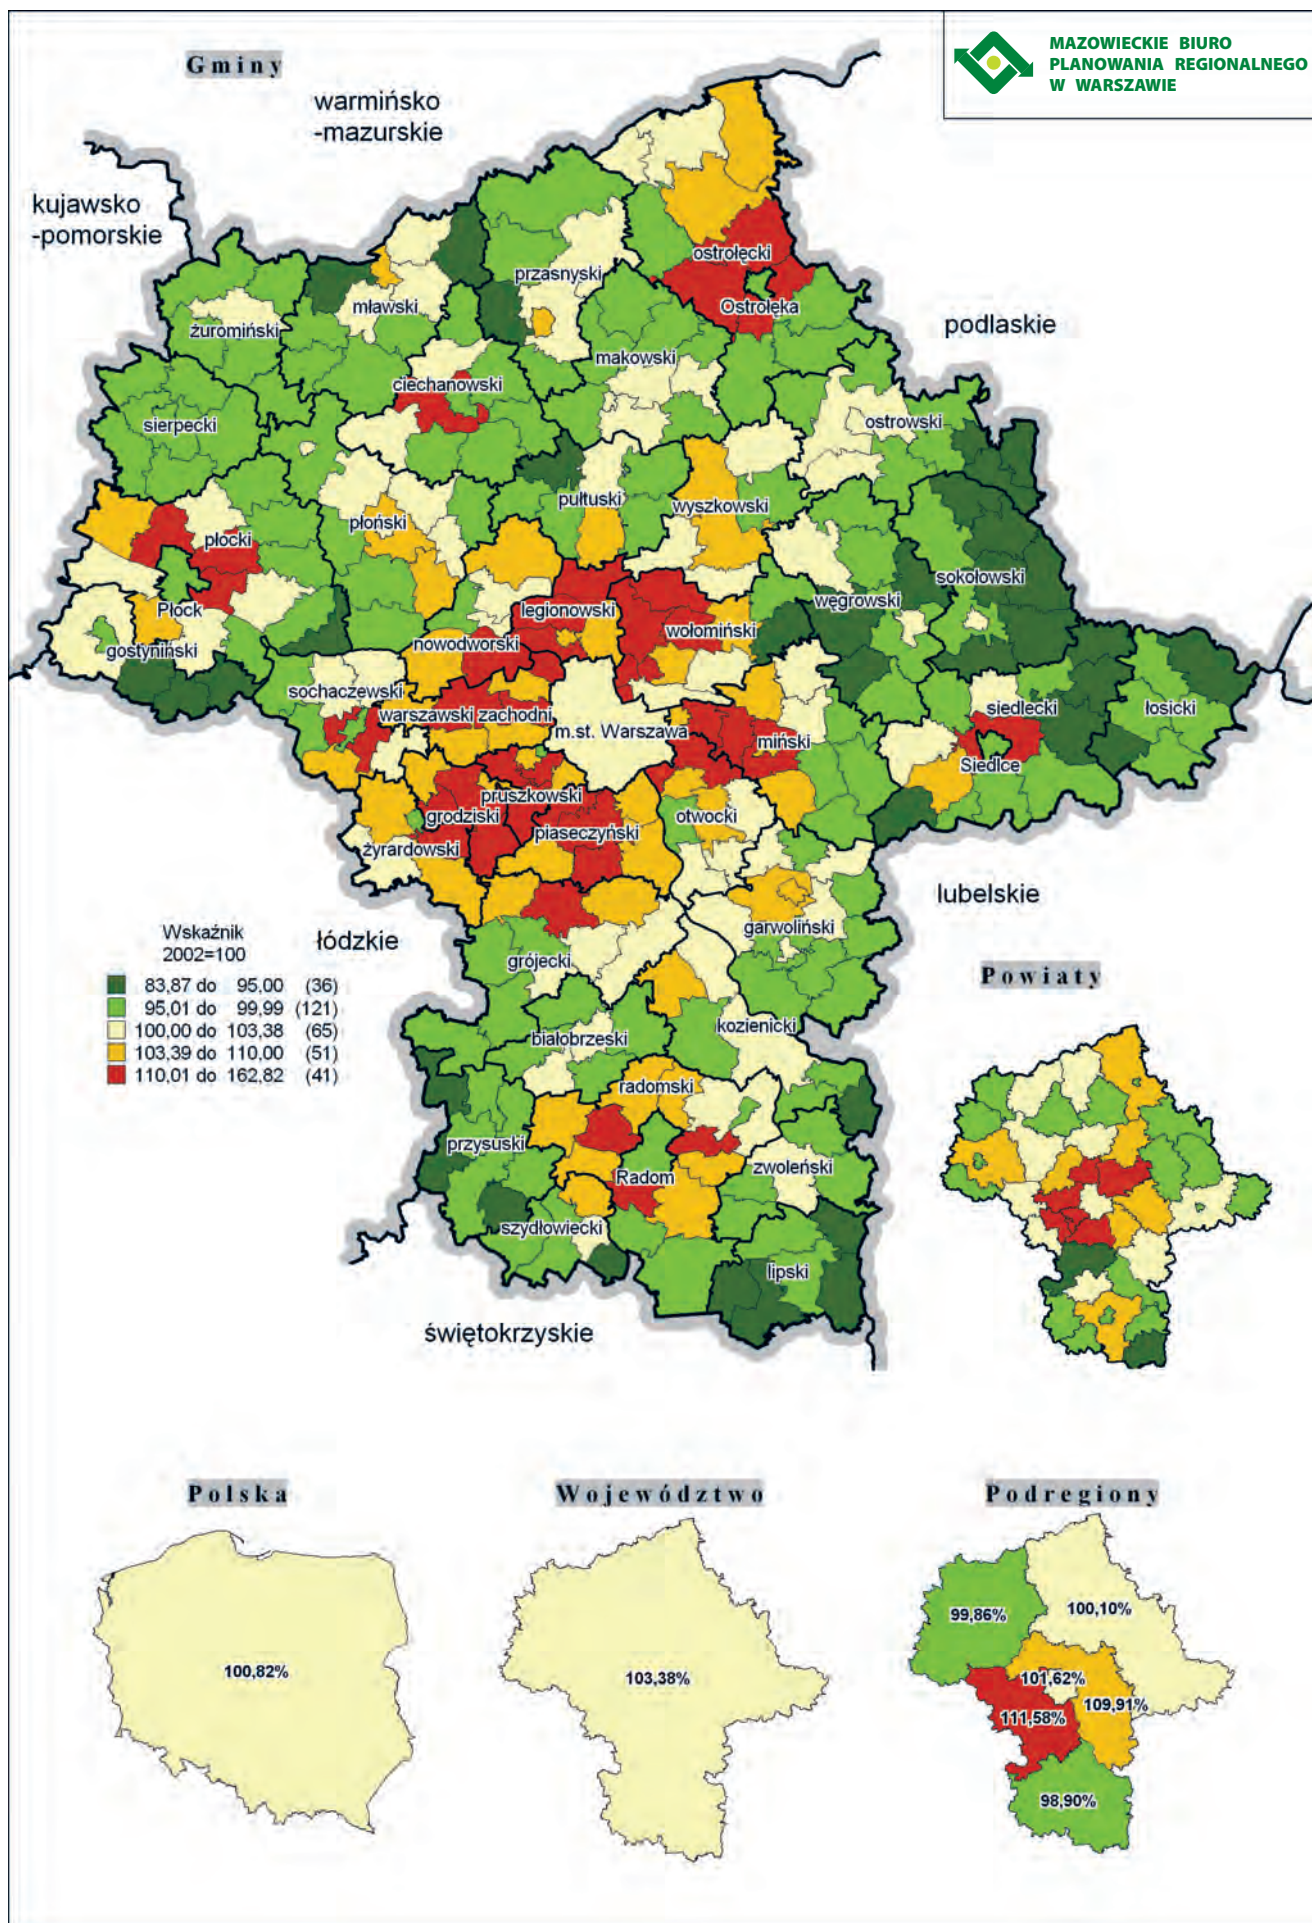 MAZOWIECKIE BIURO
PLANOWANIA REGIONALNEGO
W WARSZAWIE
Gminy
warmińsko
-mazurskie
kujawsko
-pomorskie
podlaskie
lubelskie
łódzkie
świętokrzyskie
ostrołęcki
Ostrołęka
przasnyski
mławski
żuromiński
makowski
ciechanowski
sierpecki
ostrowski
pułtuski
wyszkowski
płoński
płocki
Płock
sokołowski
węgrowski
legionowski
wołomiński
nowodworski
gostyniński
sochaczewski
warszawski zachodni
m.st. Warszawa
miński
siedlecki
Siedlce
łosicki
pruszkowski
grodziski
piaseczyński
otwocki
żyrardowski
garwoliński
grójecki
kozienicki
białobrzeski
radomski
przysuski
Radom
zwoleński
szydłowiecki
lipski
Wskaźnik
2002=100
83,87 do 95,00 (36)
95,01 do 99,99 (121)
100,00 do 103,38 (65)
103,39 do 110,00 (51)
110,01 do 162,82 (41)
Powiaty
Polska
100,82%
Województwo
103,38%
Podregiony
99,86%
100,10%
101,62%
109,91%
111,58%
98,90%